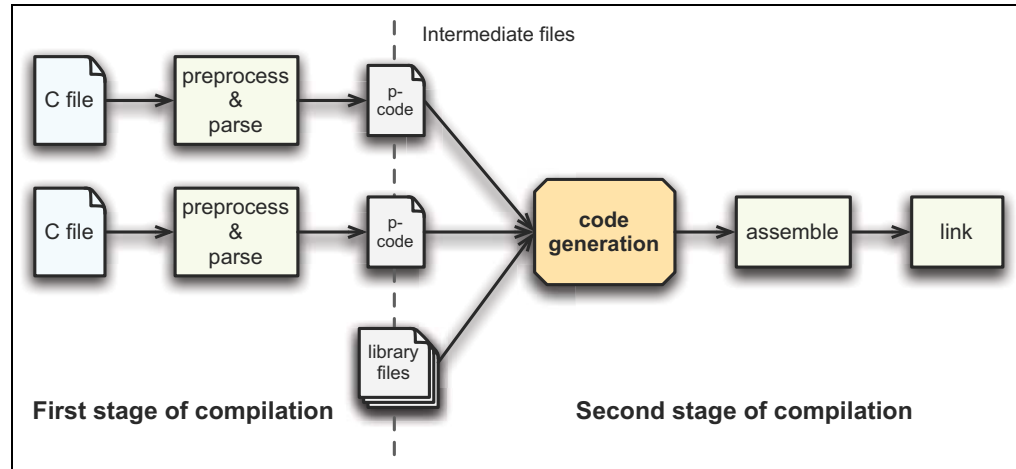 Intermediate files
C file
preprocess
&
parse
p-
code
C file
preprocess
&
parse
p-
code
code
generation
assemble
link
library
files
First stage of compilation
Second stage of compilation